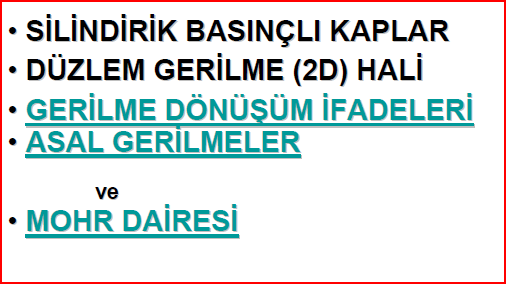 • SİLİNDİRİK BASINÇLI KAPLAR
• DÜZLEM GERİLME (2D) HALİ
• GERİLME DÖNÜŞÜM İFADELERİ
• ASAL GERİLMELER
ve
• MOHR DAİRESİ